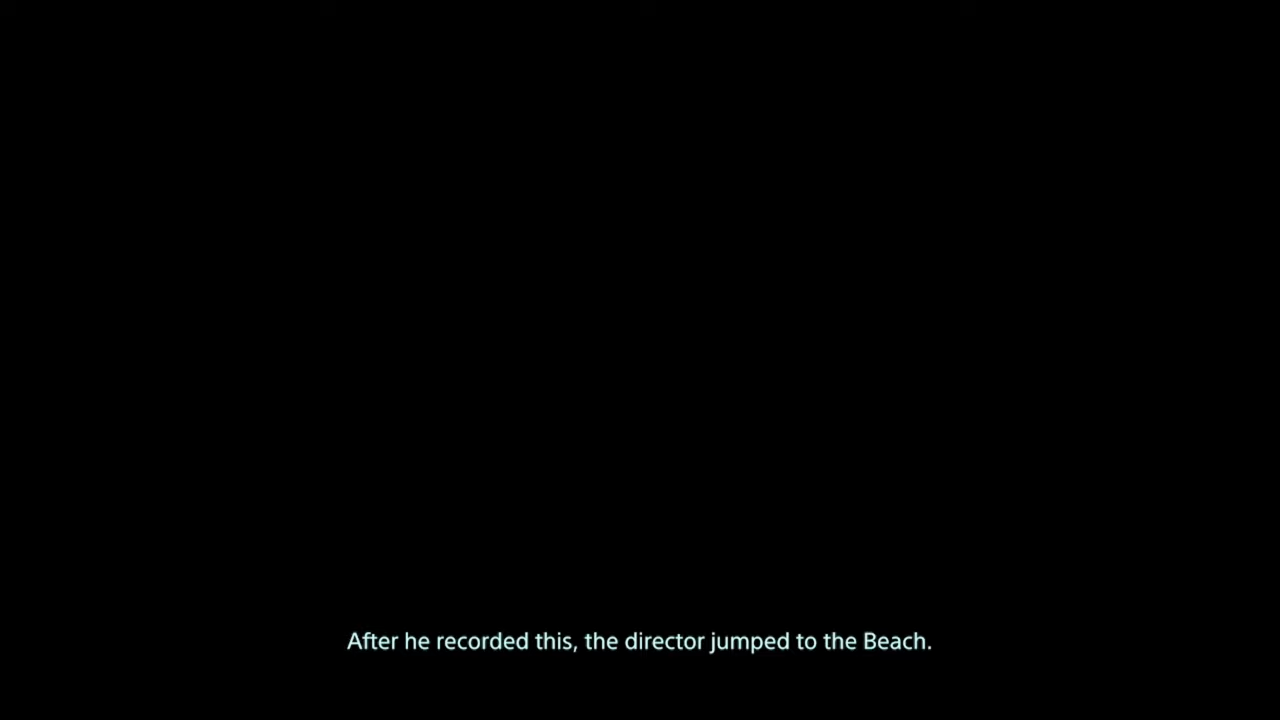 After he recorded this, the director jumped to the Beach.